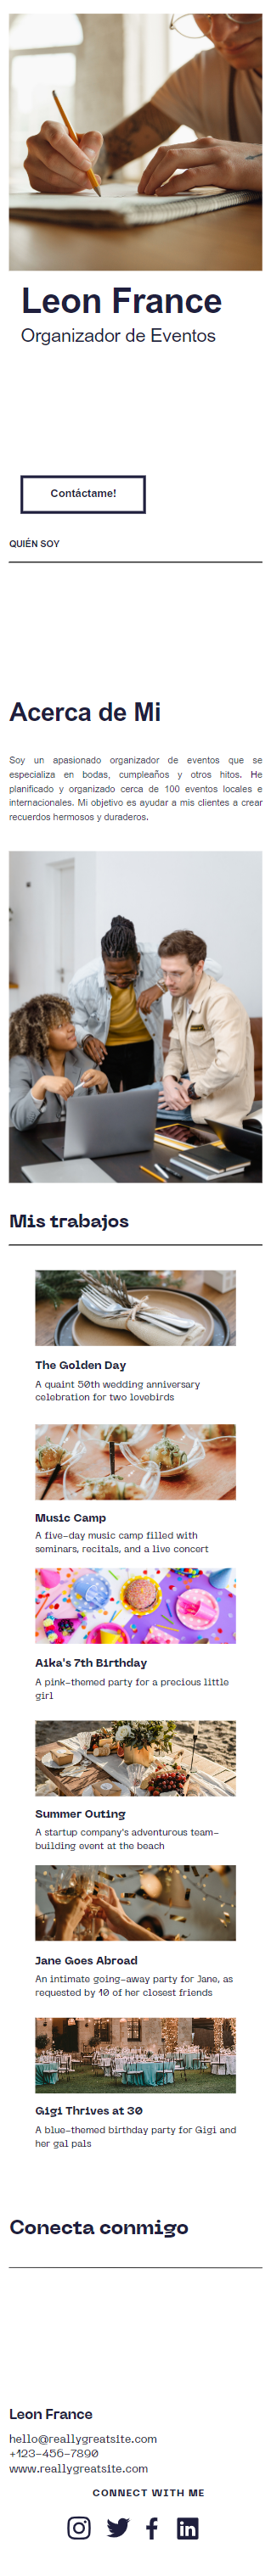 Leon France
Organizador de Eventos
Contáctame!
QUIÉN SOY
Acerca de Mi
Soy un apasionado organizador de eventos que se
especializa en bodas, cumpleaños y otros hitos. He
planificado y organizado cerca de 100 eventos locales e
internacionales. Mi objetivo es ayudar a mis clientes a crear
recuerdos hermosos y duraderos.
Mis trabajos
The Golden Day
A quaint 50th wedding anniversary
celebration for two lovebirds
Music Camp
A five-day music camp filled with
seminars, recitals, and a live concert
Aika's 7th Birthday
A pink-themed party for a precious little
girl
Summer Outing
A startup company's adventurous team-
building event at the beach
Jane Goes Abroad
An intimate going-away party for Jane, as
requested by 10 of her closest friends
Gigi Thrives at 30
A blue-themed birthday party for Gigi and
her gal pals
Conecta conmigo
Leon France
hello@reallygreatsite.com
+123-456-7890
www.reallygreatsite.com
CONNECT WITH ME